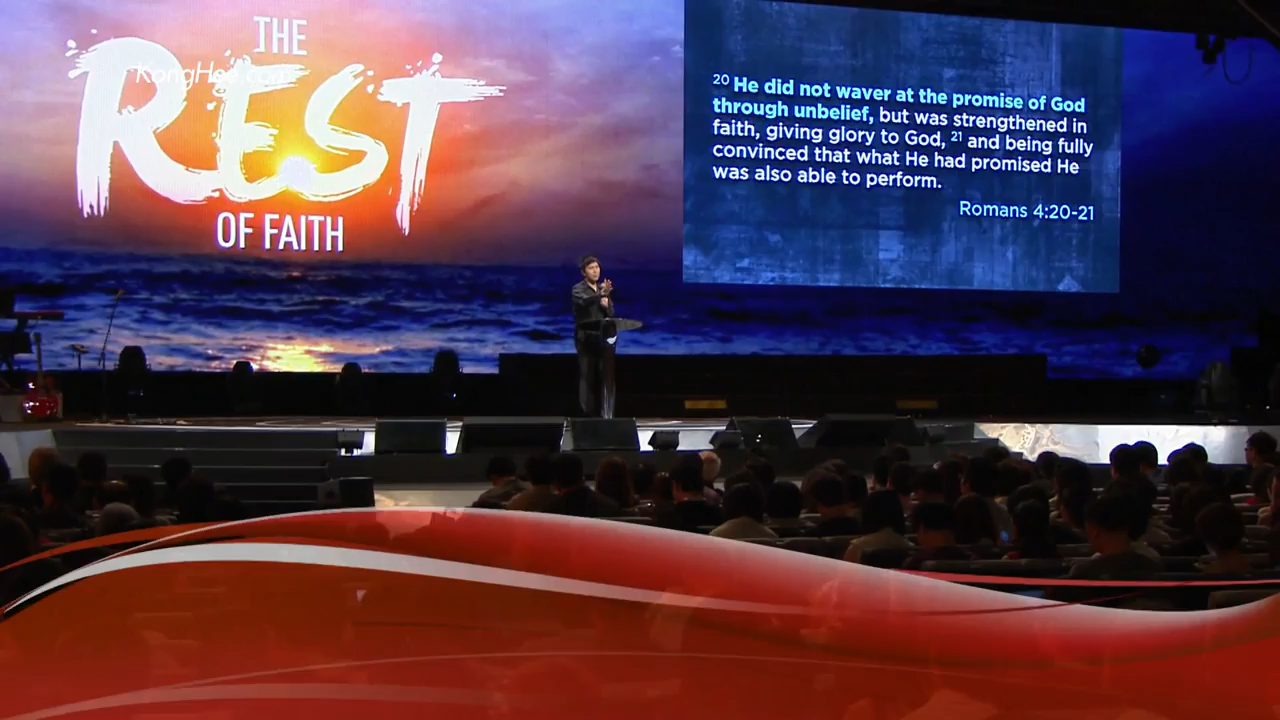 THE
REST
OF FAITH
KongHee.com
20 He did not waver at the promise of God
through unbelief, but was strengthened in
faith, giving glory to God, 21 and being fully
convinced that what He had promised He
was also able to perform.
Romans 4:20-21